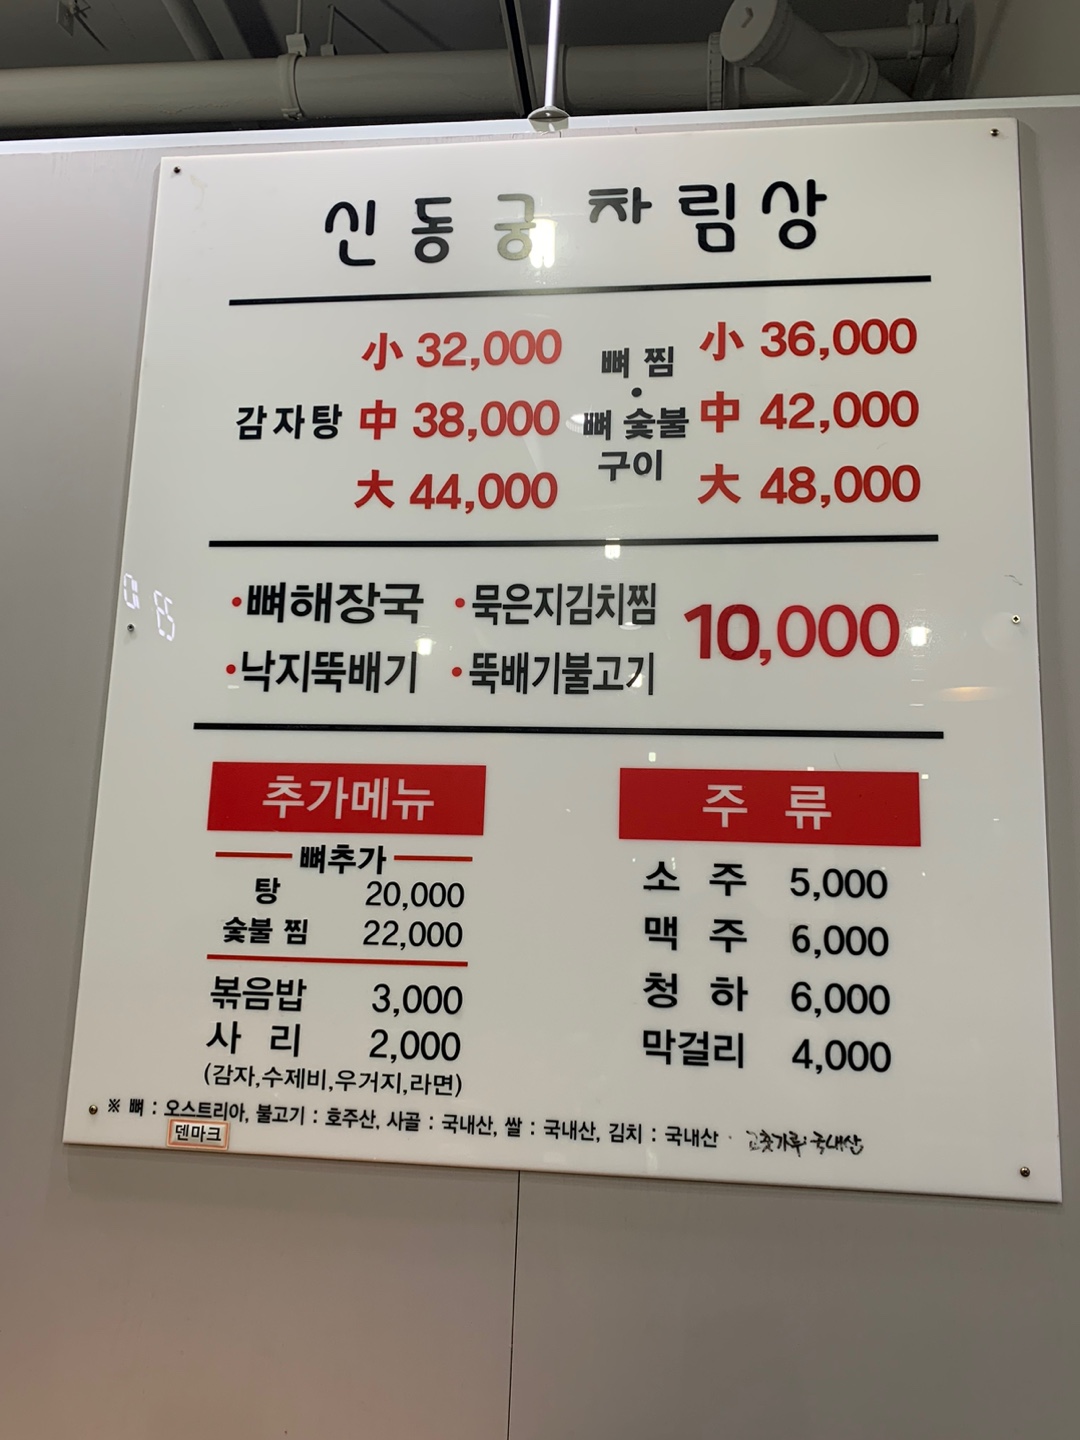 신동궁 차림상
감자탕
小 32,000
中 38,000
大 44,000
뼈찜
·
뼈 숯불
구이
小 36,000
中 42,000
大 48,000
·뼈해장국 ·묵은지김치찜
·낙지뚝배기 ·뚝배기불고기
10,000
추가메뉴
뼈추가
탕 20,000
숯불 찜 22,000
볶음밥 3,000
사 리 2,000
(감자,수제비,우거지,라면)
주 류
소 주 5,000
맥 주 6,000
청 하 6,000
막걸리 4,000
※ 뼈 : 오스트리아, 불고기 : 호주산, 사골 : 국내산, 쌀 : 국내산, 김치 : 국내산 · 고춧가루:국내산
덴마크